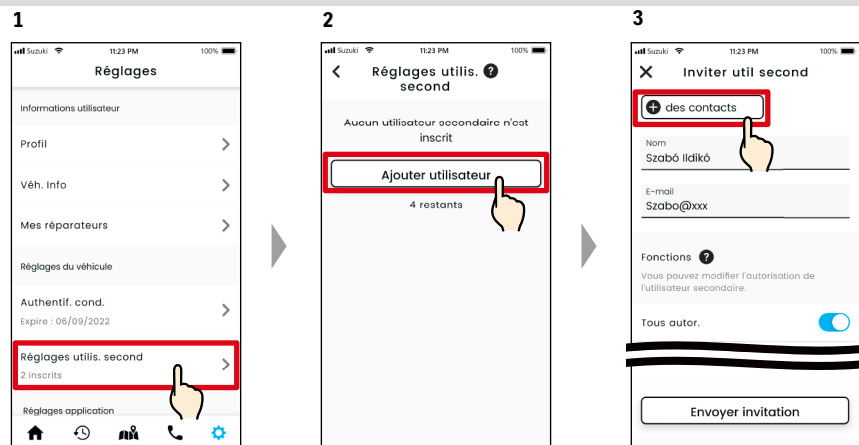 1
Suzuki 11:23 PM 100%
Réglages
Informations utilisateur
Profil
Véh. Info
Mes réparateurs
Réglages du véhicule
Authentif. cond.
Expire : 06/09/2022
Réglages utilis. second
2 inscrits
Réglages application
2
Suzuki 11:23 PM 100%
Réglages utilis. ?
second
Aucun utilisateur secondaire n'est
inscrit
Ajouter utilisateur
4 restants
3
Suzuki 11:23 PM 100%
Inviter util second
des contacts
Nom
Szabó Ildikó
E-mail
Szabo@xxx
Fonctions ?
Vous pouvez modifier l'autorisation de
l'utilisateur secondaire.
Tous autor.
Envoyer invitation